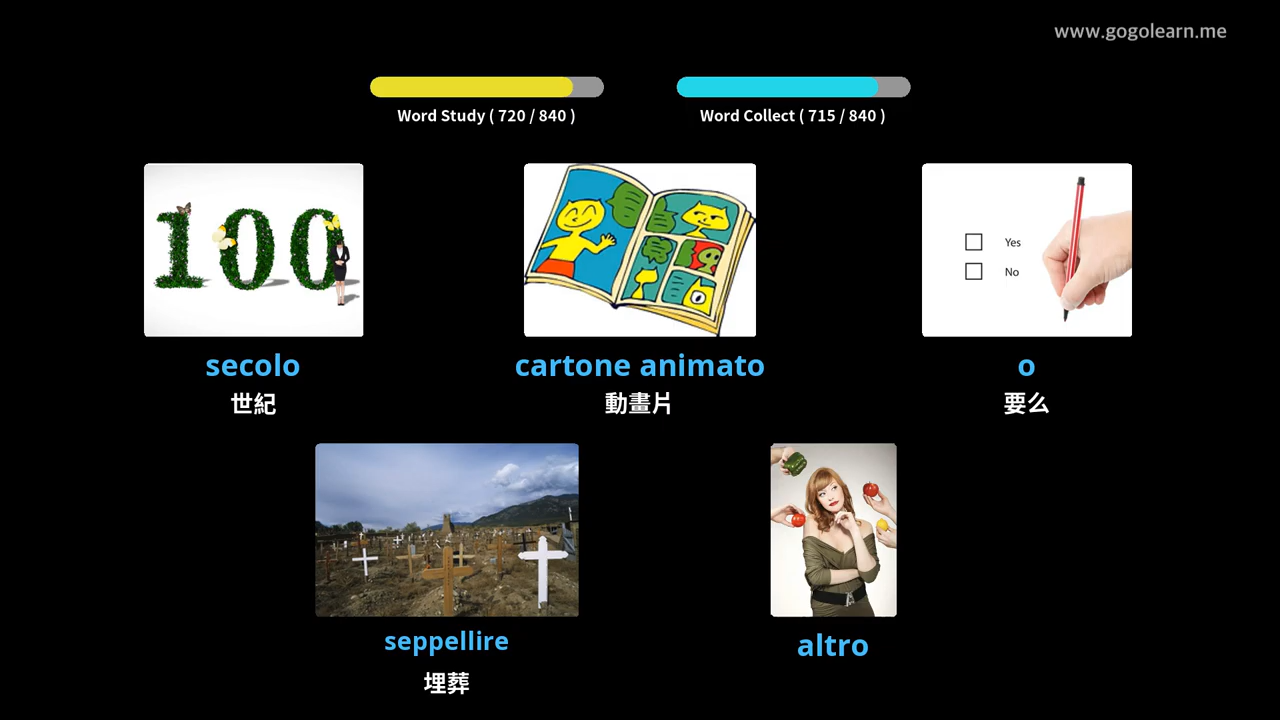 www.gogolearn.me
Word Study ( 720 / 840 )
Word Collect ( 715 / 840 )
100
Yes
No
secolo
世紀
cartone animato
動畫片
o
要么
seppellire
埋葬
altro